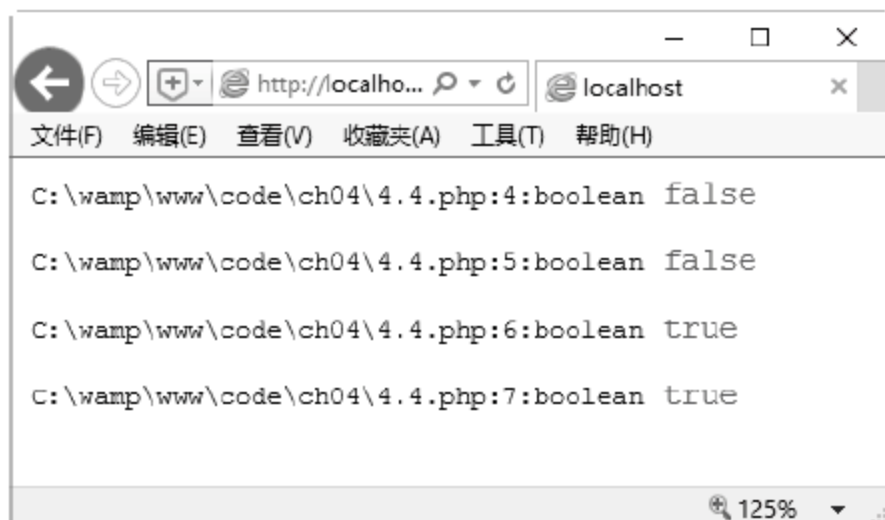 http://localho...
localhost
文件(F) 编辑(E) 查看(V) 收藏夹(A) 工具(T) 帮助(H)
C:\wamp\www\code\ch04\4.4.php:4:boolean false
C:\wamp\www\code\ch04\4.4.php:5:boolean false
C:\wamp\www\code\ch04\4.4.php:6:boolean true
C:\wamp\www\code\ch04\4.4.php:7:boolean true
125%